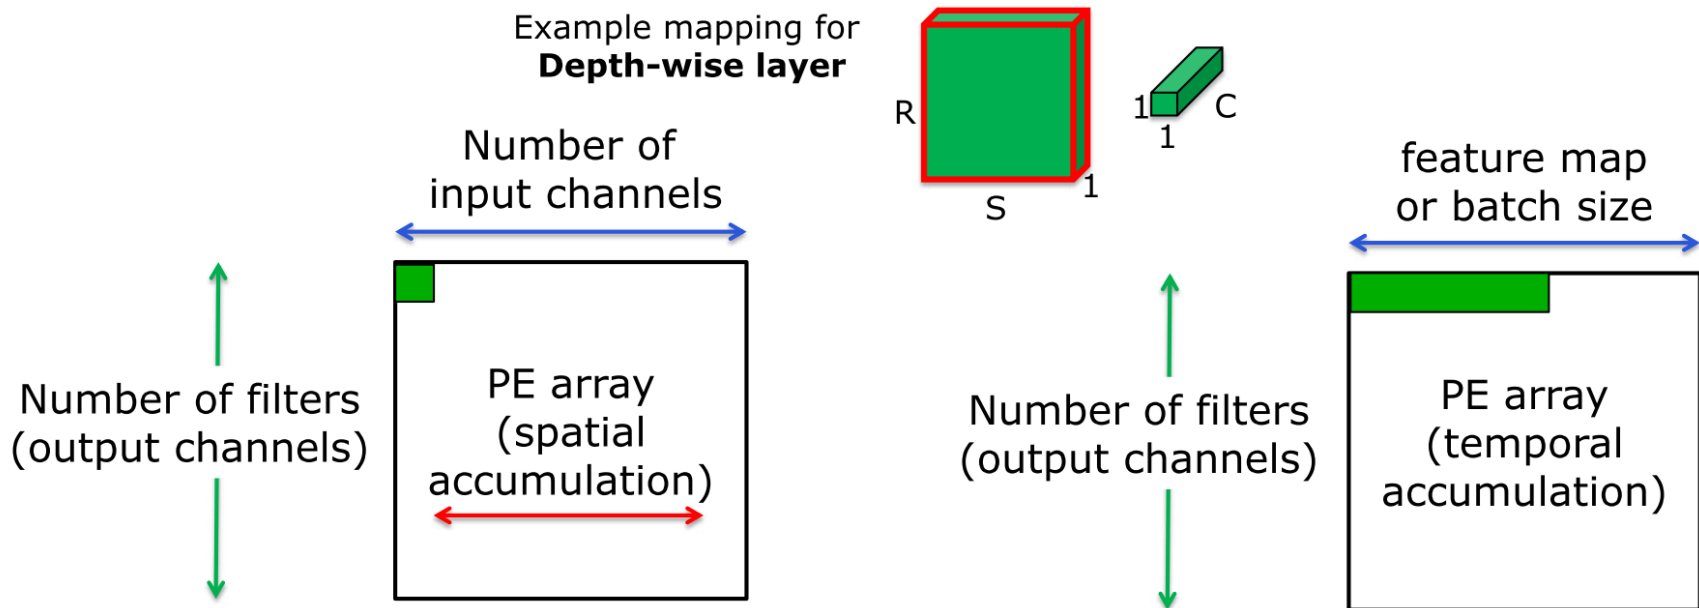 Example mapping for
Depth-wise layer
R
S
1
1
1
C
Number of
input channels
Number of filters
(output channels)
PE array
(spatial
accumulation)
feature map
or batch size
Number of filters
(output channels)
PE array
(temporal
accumulation)